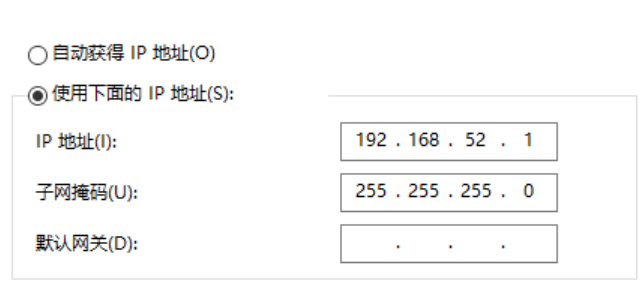 自动获得 IP 地址(O)
使用下面的 IP 地址(S):
IP 地址(I): 192 . 168 . 52 . 1
子网掩码(U): 255 . 255 . 255 . 0
默认网关(D): . . .